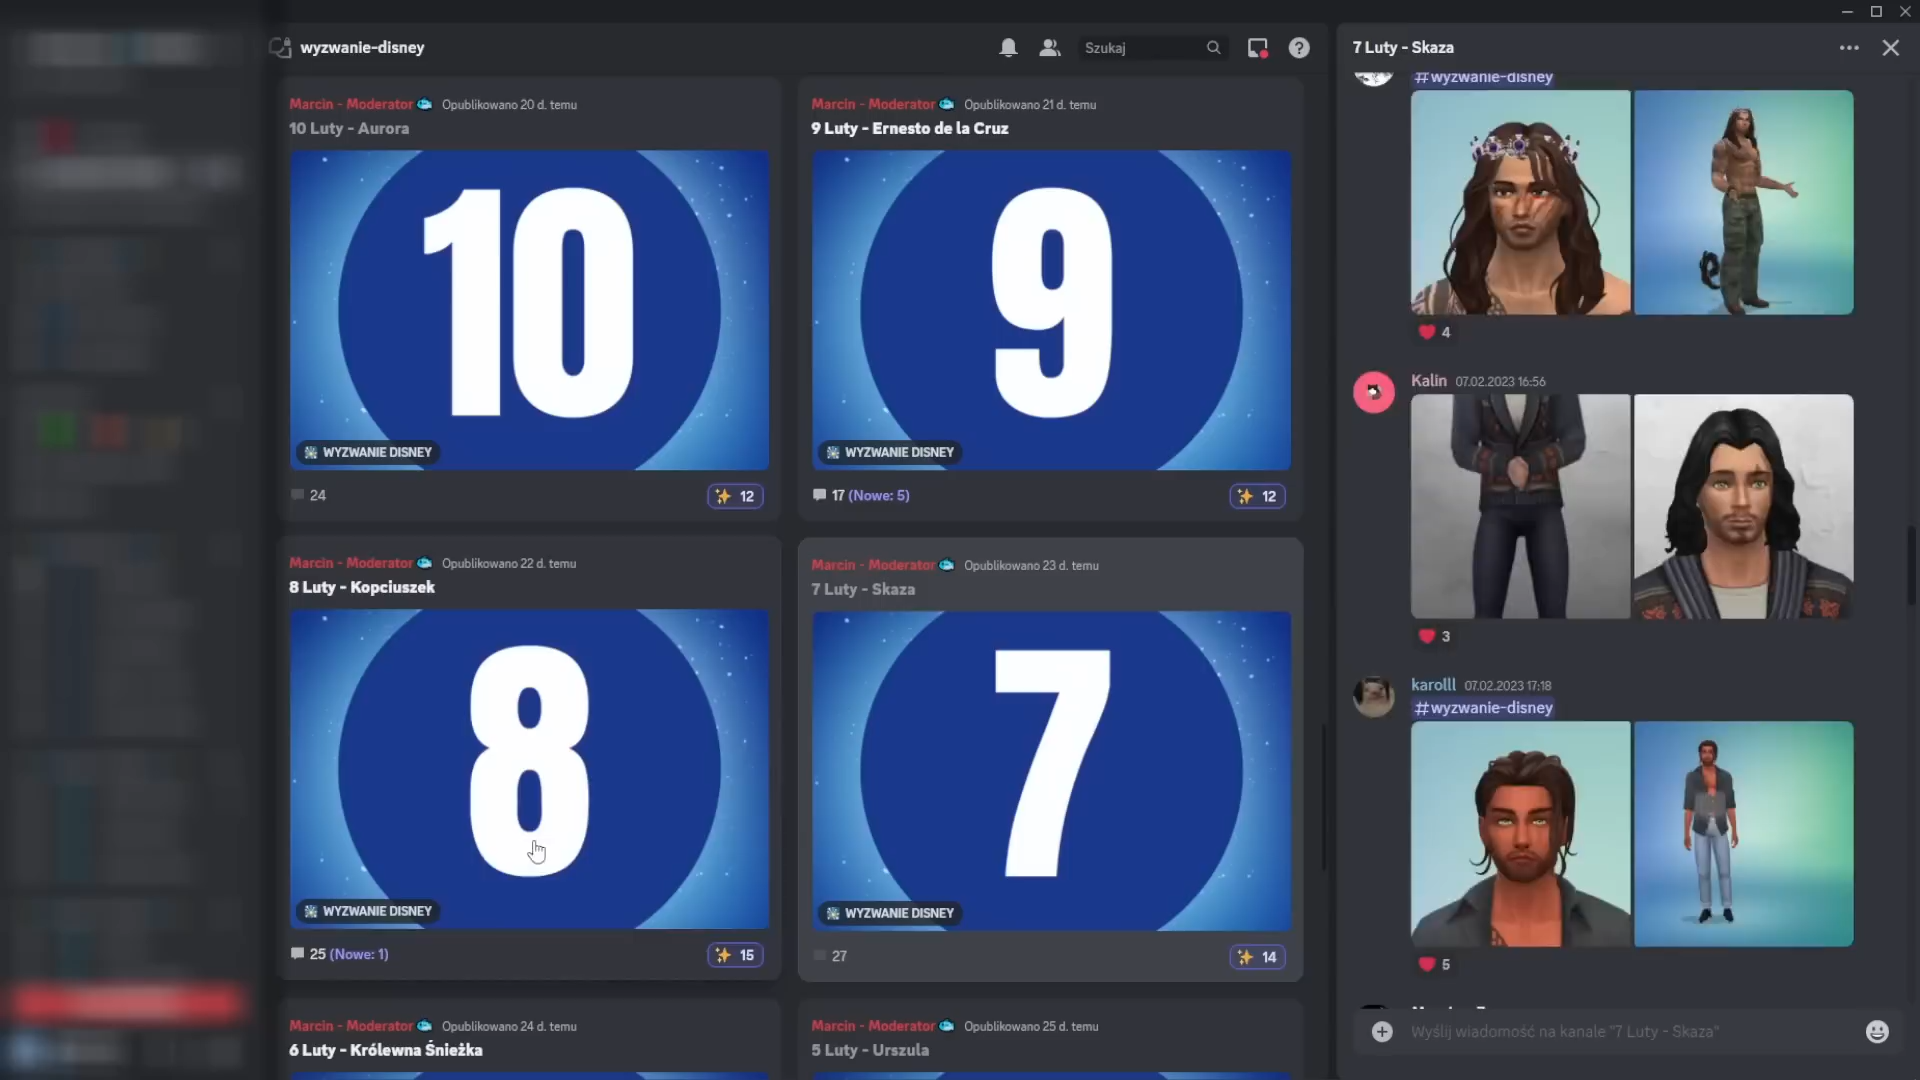 wyzwanie-disney
Szukaj
Marcin - Moderator Opublikowano 20 d. temu
10 Luty - Aurora
10
WYZWANIE DISNEY
24
12
Marcin - Moderator Opublikowano 21 d. temu
9 Luty - Ernesto de la Cruz
9
WYZWANIE DISNEY
17 (Nowe: 5)
12
Marcin - Moderator Opublikowano 22 d. temu
8 Luty - Kopciuszek
8
WYZWANIE DISNEY
25 (Nowe: 1)
15
Marcin - Moderator Opublikowano 23 d. temu
7 Luty - Skaza
7
WYZWANIE DISNEY
27
14
Marcin - Moderator Opublikowano 24 d. temu
6 Luty - Królewna Śnieżka
Marcin - Moderator Opublikowano 25 d. temu
5 Luty - Urszula
7 Luty - Skaza
#wyzwanie-disney
4
Kalin 07.02.2023 16:56
3
karolll 07.02.2023 17:18
#wyzwanie-disney
5
Wyślij wiadomość na kanale "7 Luty - Skaza"